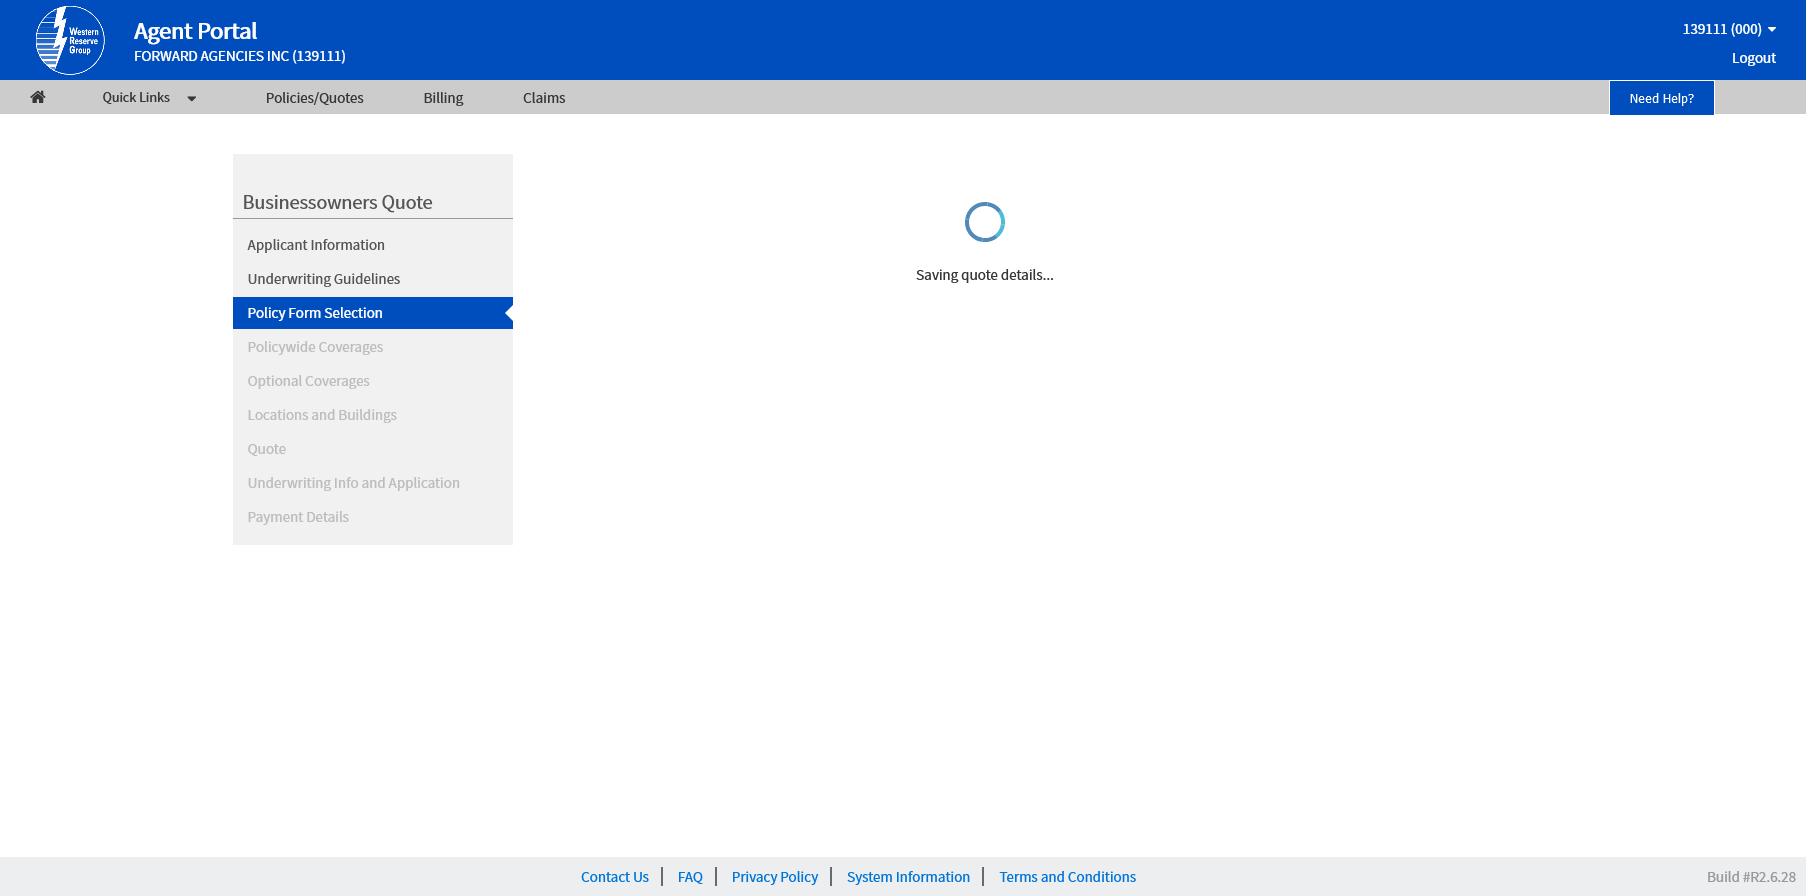 Western
Reserve
Group
Agent Portal
FORWARD AGENCIES INC (139111)
139111 (000)
Logout
Quick Links
Policies/Quotes
Billing
Claims
Need Help?
Businessowners Quote
Applicant Information
Underwriting Guidelines
Policy Form Selection
Policywide Coverages
Optional Coverages
Locations and Buildings
Quote
Underwriting Info and Application
Payment Details
Saving quote details...
Contact Us
FAQ
Privacy Policy
System Information
Terms and Conditions
Build #R2.6.28